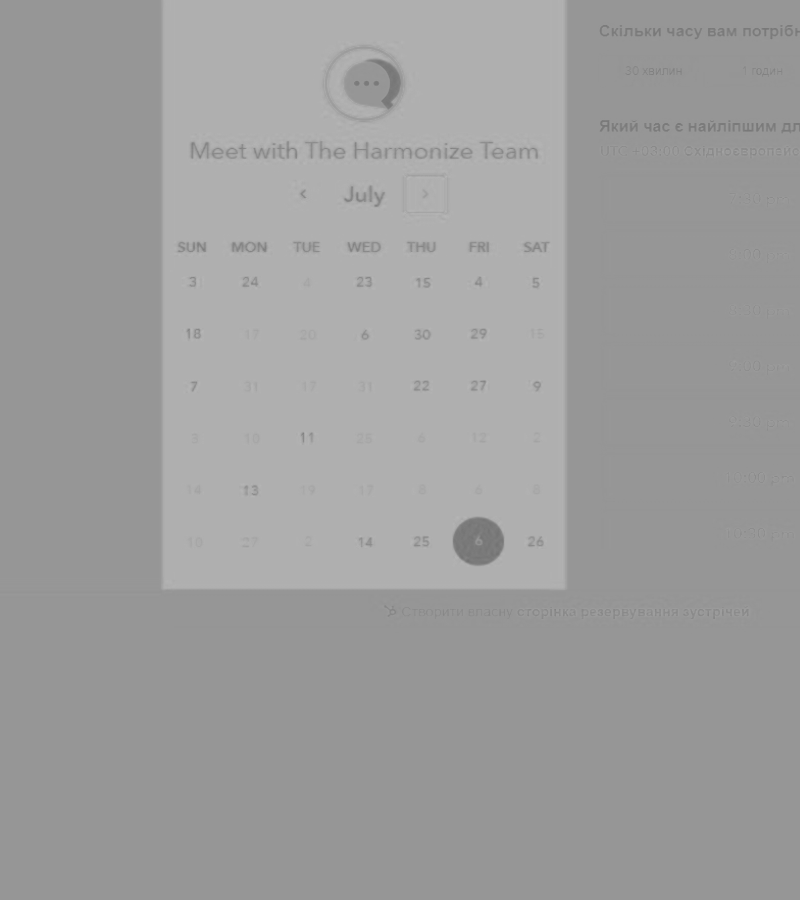 Meet with The Harmonize Team
July
SUN MON TUE WED THU FRI SAT
3 24 4 23 15 4 5
18 17 20 6 30 29 15
7 31 17 31 22 27 9
3 10 11 25 6 12 2
14 13 19 17 8 6 8
10 27 2 14 25 6 26
Скільки часу вам потрібн
30 хвилин 1 годин
Який час є найліпшим дл
UTC +03:00
Створити власну сторінка резервування зустрічей